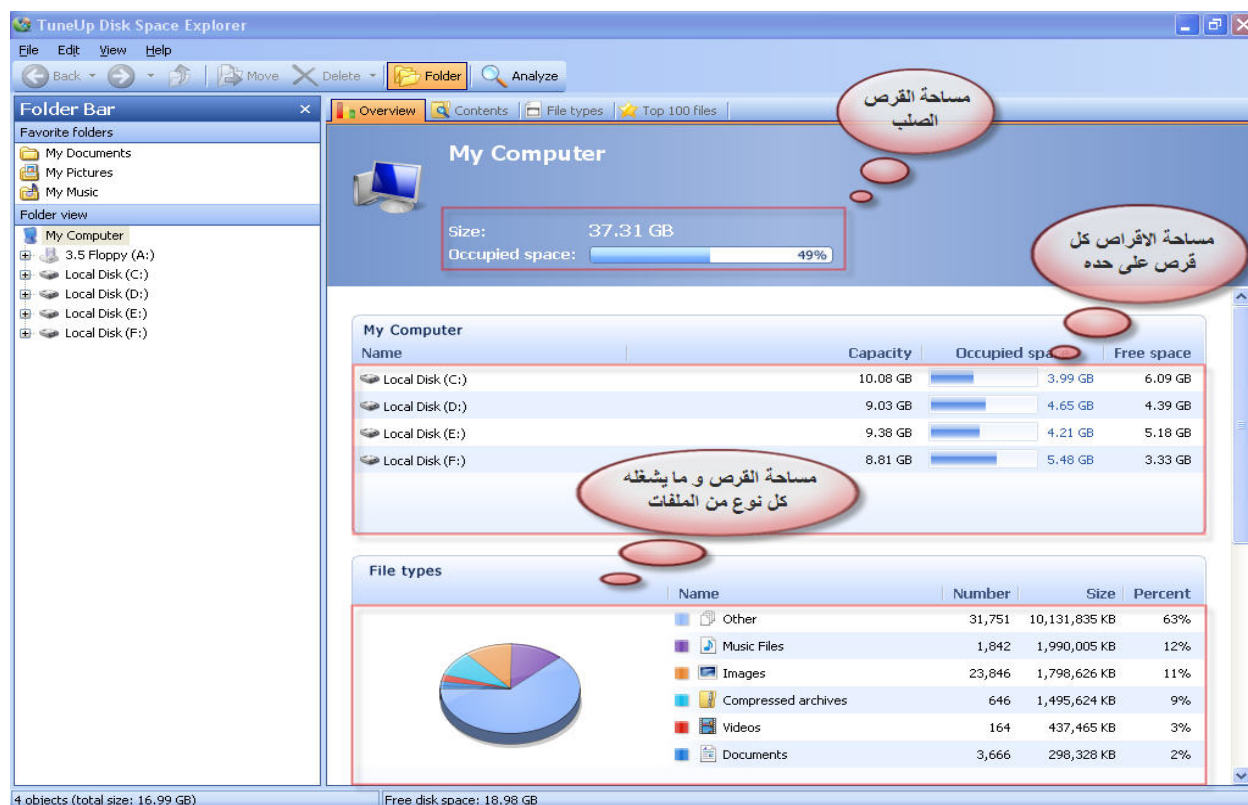 TuneUp Disk Space Explorer
File Edit View Help
Back Move Delete Folder Analyze
Folder Bar
Favorite folders
My Documents
My Pictures
My Music
Folder view
My Computer
3.5 Floppy (A:)
Local Disk (C:)
Local Disk (D:)
Local Disk (E:)
Local Disk (F:)
Overview Contents File types Top 100 files
مساحة القرص
الصلب
My Computer
Size: 37.31 GB
Occupied space: 49%
مساحة الاقراص كل
قرص على حده
My Computer
Name Capacity Occupied spa Free space
Local Disk (C:) 10.08 GB 3.99 GB 6.09 GB
Local Disk (D:) 9.03 GB 4.65 GB 4.39 GB
Local Disk (E:) 9.38 GB 4.21 GB 5.18 GB
Local Disk (F:) 8.81 GB 5.48 GB 3.33 GB
مساحة القرص و ما يشغله
كل نوع من الملفات
File types
Name Number Size Percent
Other 31,751 10,131,835 KB 63%
Music Files 1,842 1,990,005 KB 12%
Images 23,846 1,798,626 KB 11%
Compressed archives 646 1,495,624 KB 9%
Videos 164 437,465 KB 3%
Documents 3,666 298,328 KB 2%
4 objects (total size: 16.99 GB) Free disk space: 18.98 GB